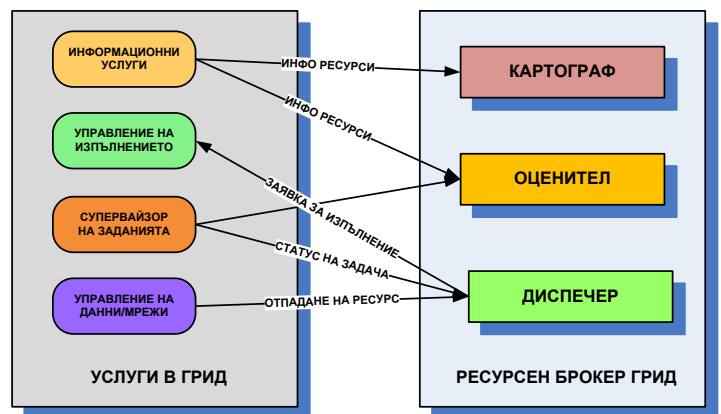 ИНФОРМАЦИОННИ
УСЛУГИ
УПРАВЛЕНИЕ НА
ИЗПЪЛНЕНИЕТО
СУПЕРВАЙЗОР
НА ЗАДАНИЯТА
УПРАВЛЕНИЕ НА
ДАННИ/МРЕЖИ
УСЛУГИ В ГРИД
ИНФО РЕСУРСИ
ИНФО РЕСУРСИ
ЗАЯВКА ЗА ИЗПЪЛНЕНИЕ
СТАТУС НА ЗАДАЧА
ОТПАДАНЕ НА РЕСУРС
КАРТОГРАФ
ОЦЕНИТЕЛ
ДИСПЕЧЕР
РЕСУРСЕН БРОКЕР ГРИД